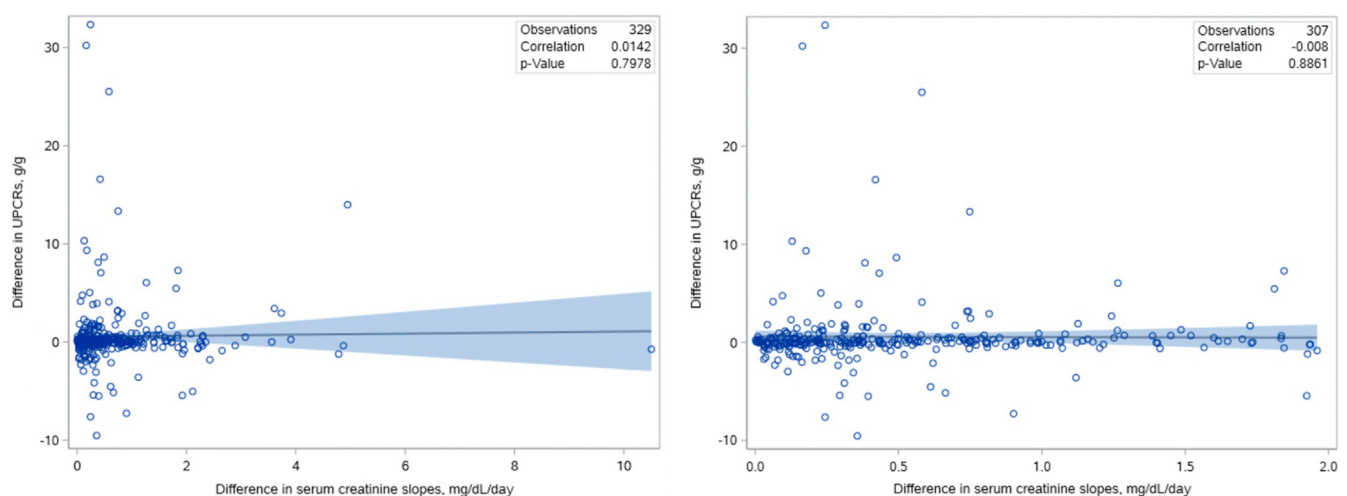 Observations 329
Correlation 0.0142
p-Value 0.7978
30
20
10
0
-10
Difference in UPCRs, g/g
0 2 4 6 8 10
Difference in serum creatinine slopes, mg/dL/day
Observations 307
Correlation -0.008
p-Value 0.8861
30
20
10
0
-10
Difference in UPCRs, g/g
0.0 0.5 1.0 1.5 2.0
Difference in serum creatinine slopes, mg/dL/day